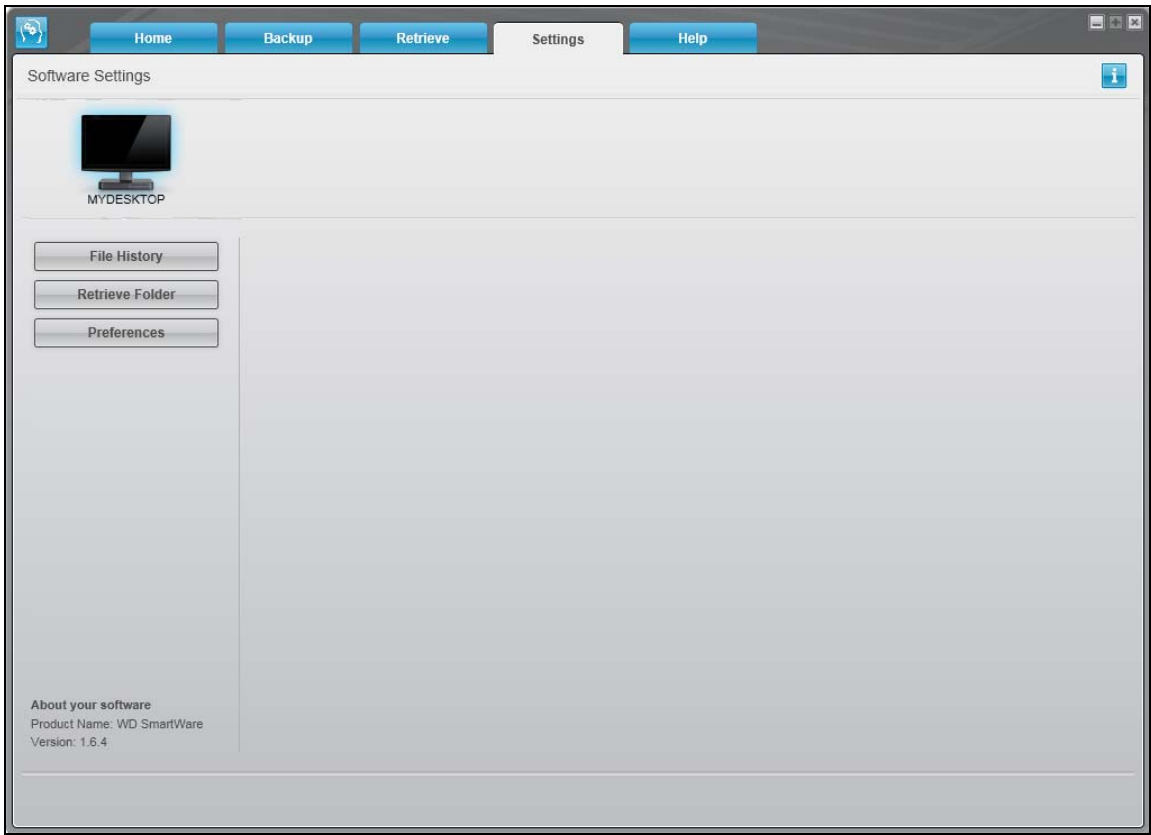 Home Backup Retrieve Settings Help
Software Settings
i
MYDESKTOP
File History
Retrieve Folder
Preferences
About your software
Product Name: WD SmartWare
Version: 1.6.4